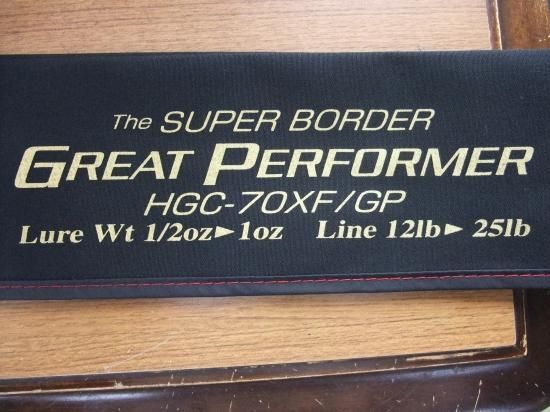 The SUPER BORDER
GREAT PERFORMER
HGC-70XF/GP
Lure Wt 1/2oz►1oz Line 12lb► 25lb